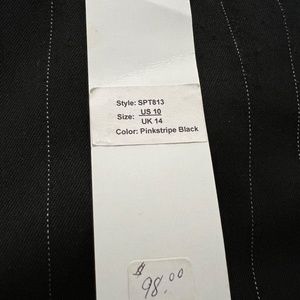 Style: SPT813
Size: US 10
UK 14
Color: Pinkstripe Black
$98.00